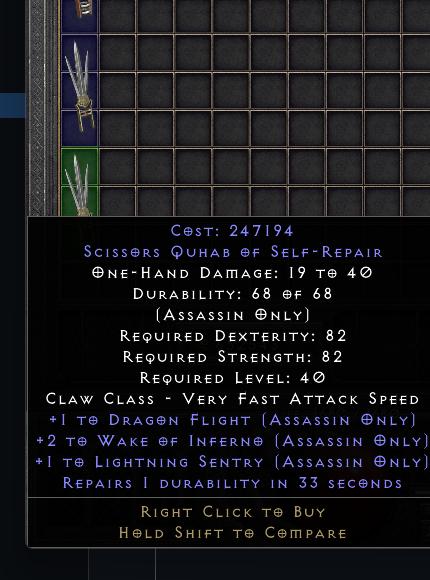 Cost: 247194
Scissors Quhab of Self-Repair
One-Hand Damage: 19 to 40
Durability: 68 of 68
(Assassin Only)
Required Dexterity: 82
Required Strength: 82
Required Level: 40
Claw Class - Very Fast Attack Speed
+1 to Dragon Flight (Assassin Only)
+2 to Wake of Inferno (Assassin Only)
+1 to Lightning Sentry (Assassin Only)
Repairs 1 durability in 33 seconds
Right Click to Buy
Hold Shift to Compare